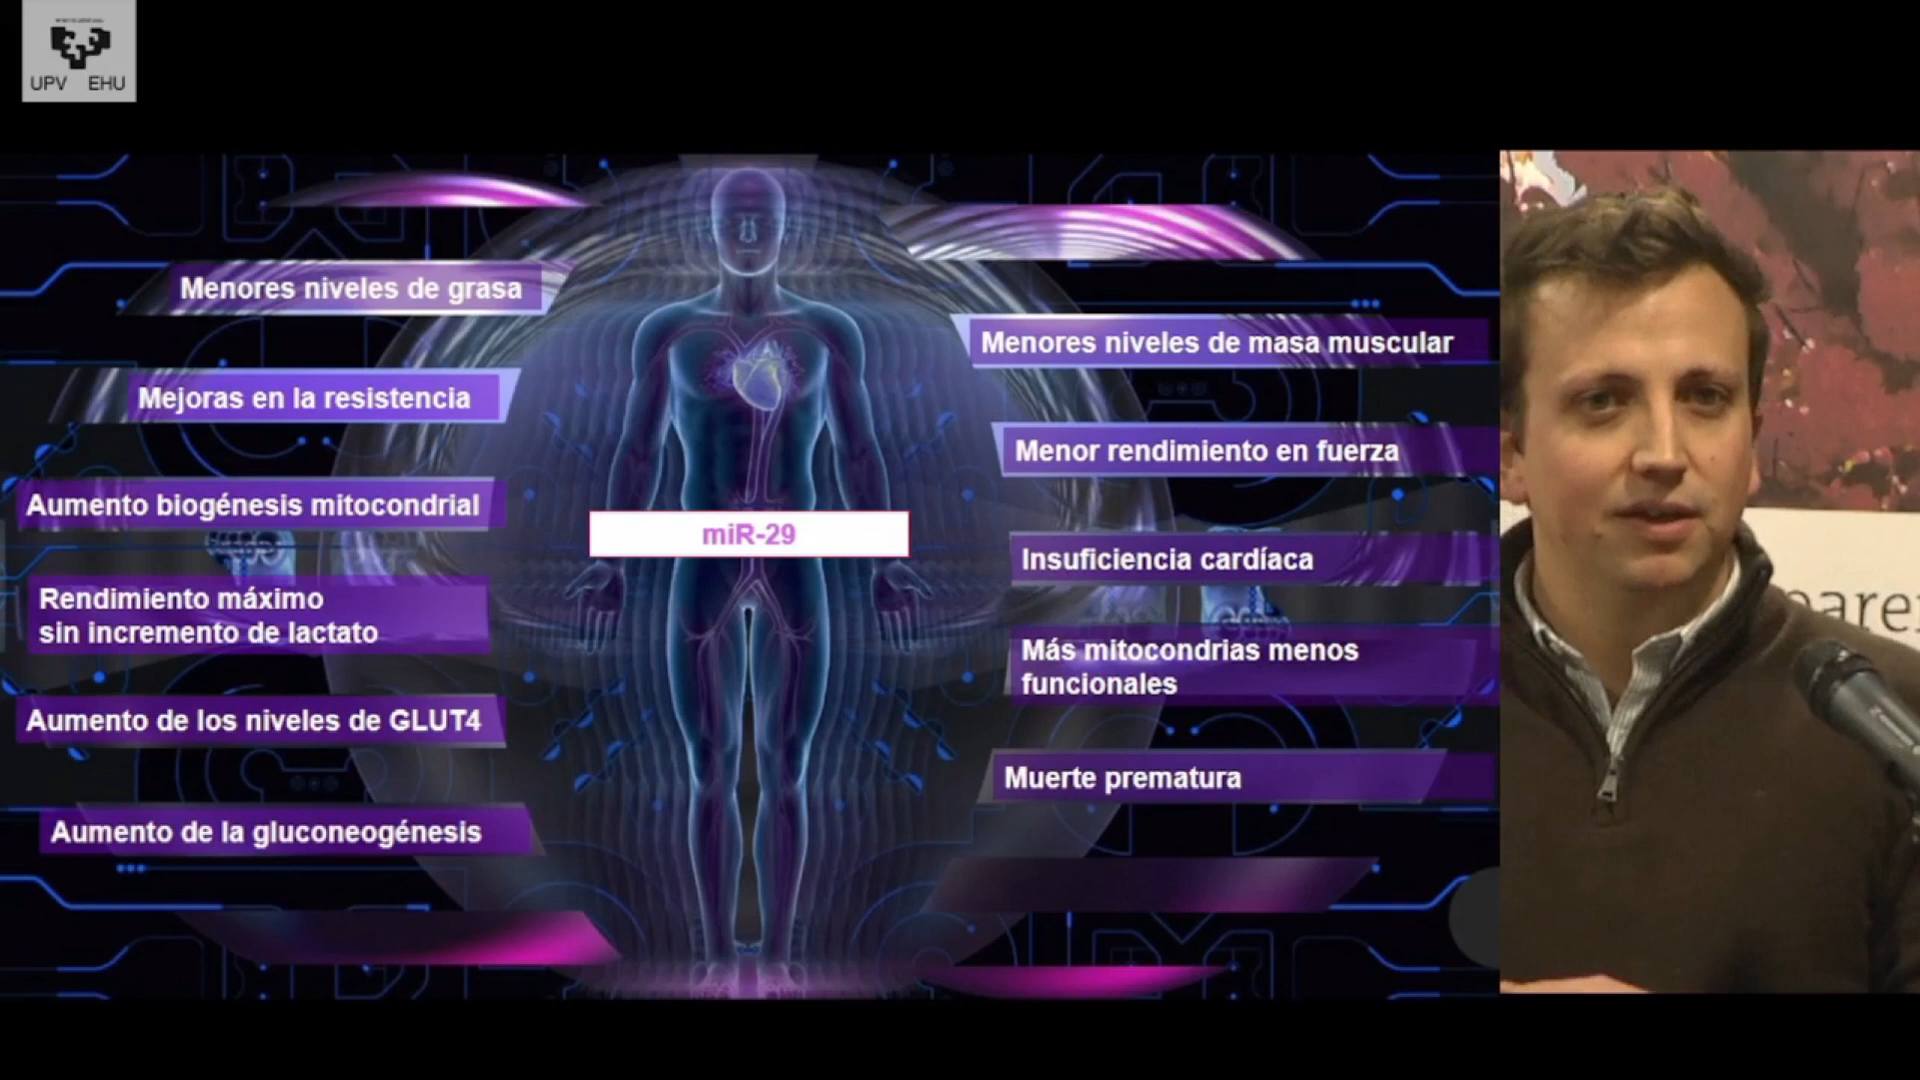 UPV EHU
Menores niveles de grasa
Mejoras en la resistencia
Aumento biogénesis mitocondrial
Rendimiento máximo
sin incremento de lactato
Aumento de los niveles de GLUT4
Aumento de la gluconeogénesis
miR-29
Menores niveles de masa muscular
Menor rendimiento en fuerza
Insuficiencia cardíaca
Más mitocondrias menos
funcionales
Muerte prematura